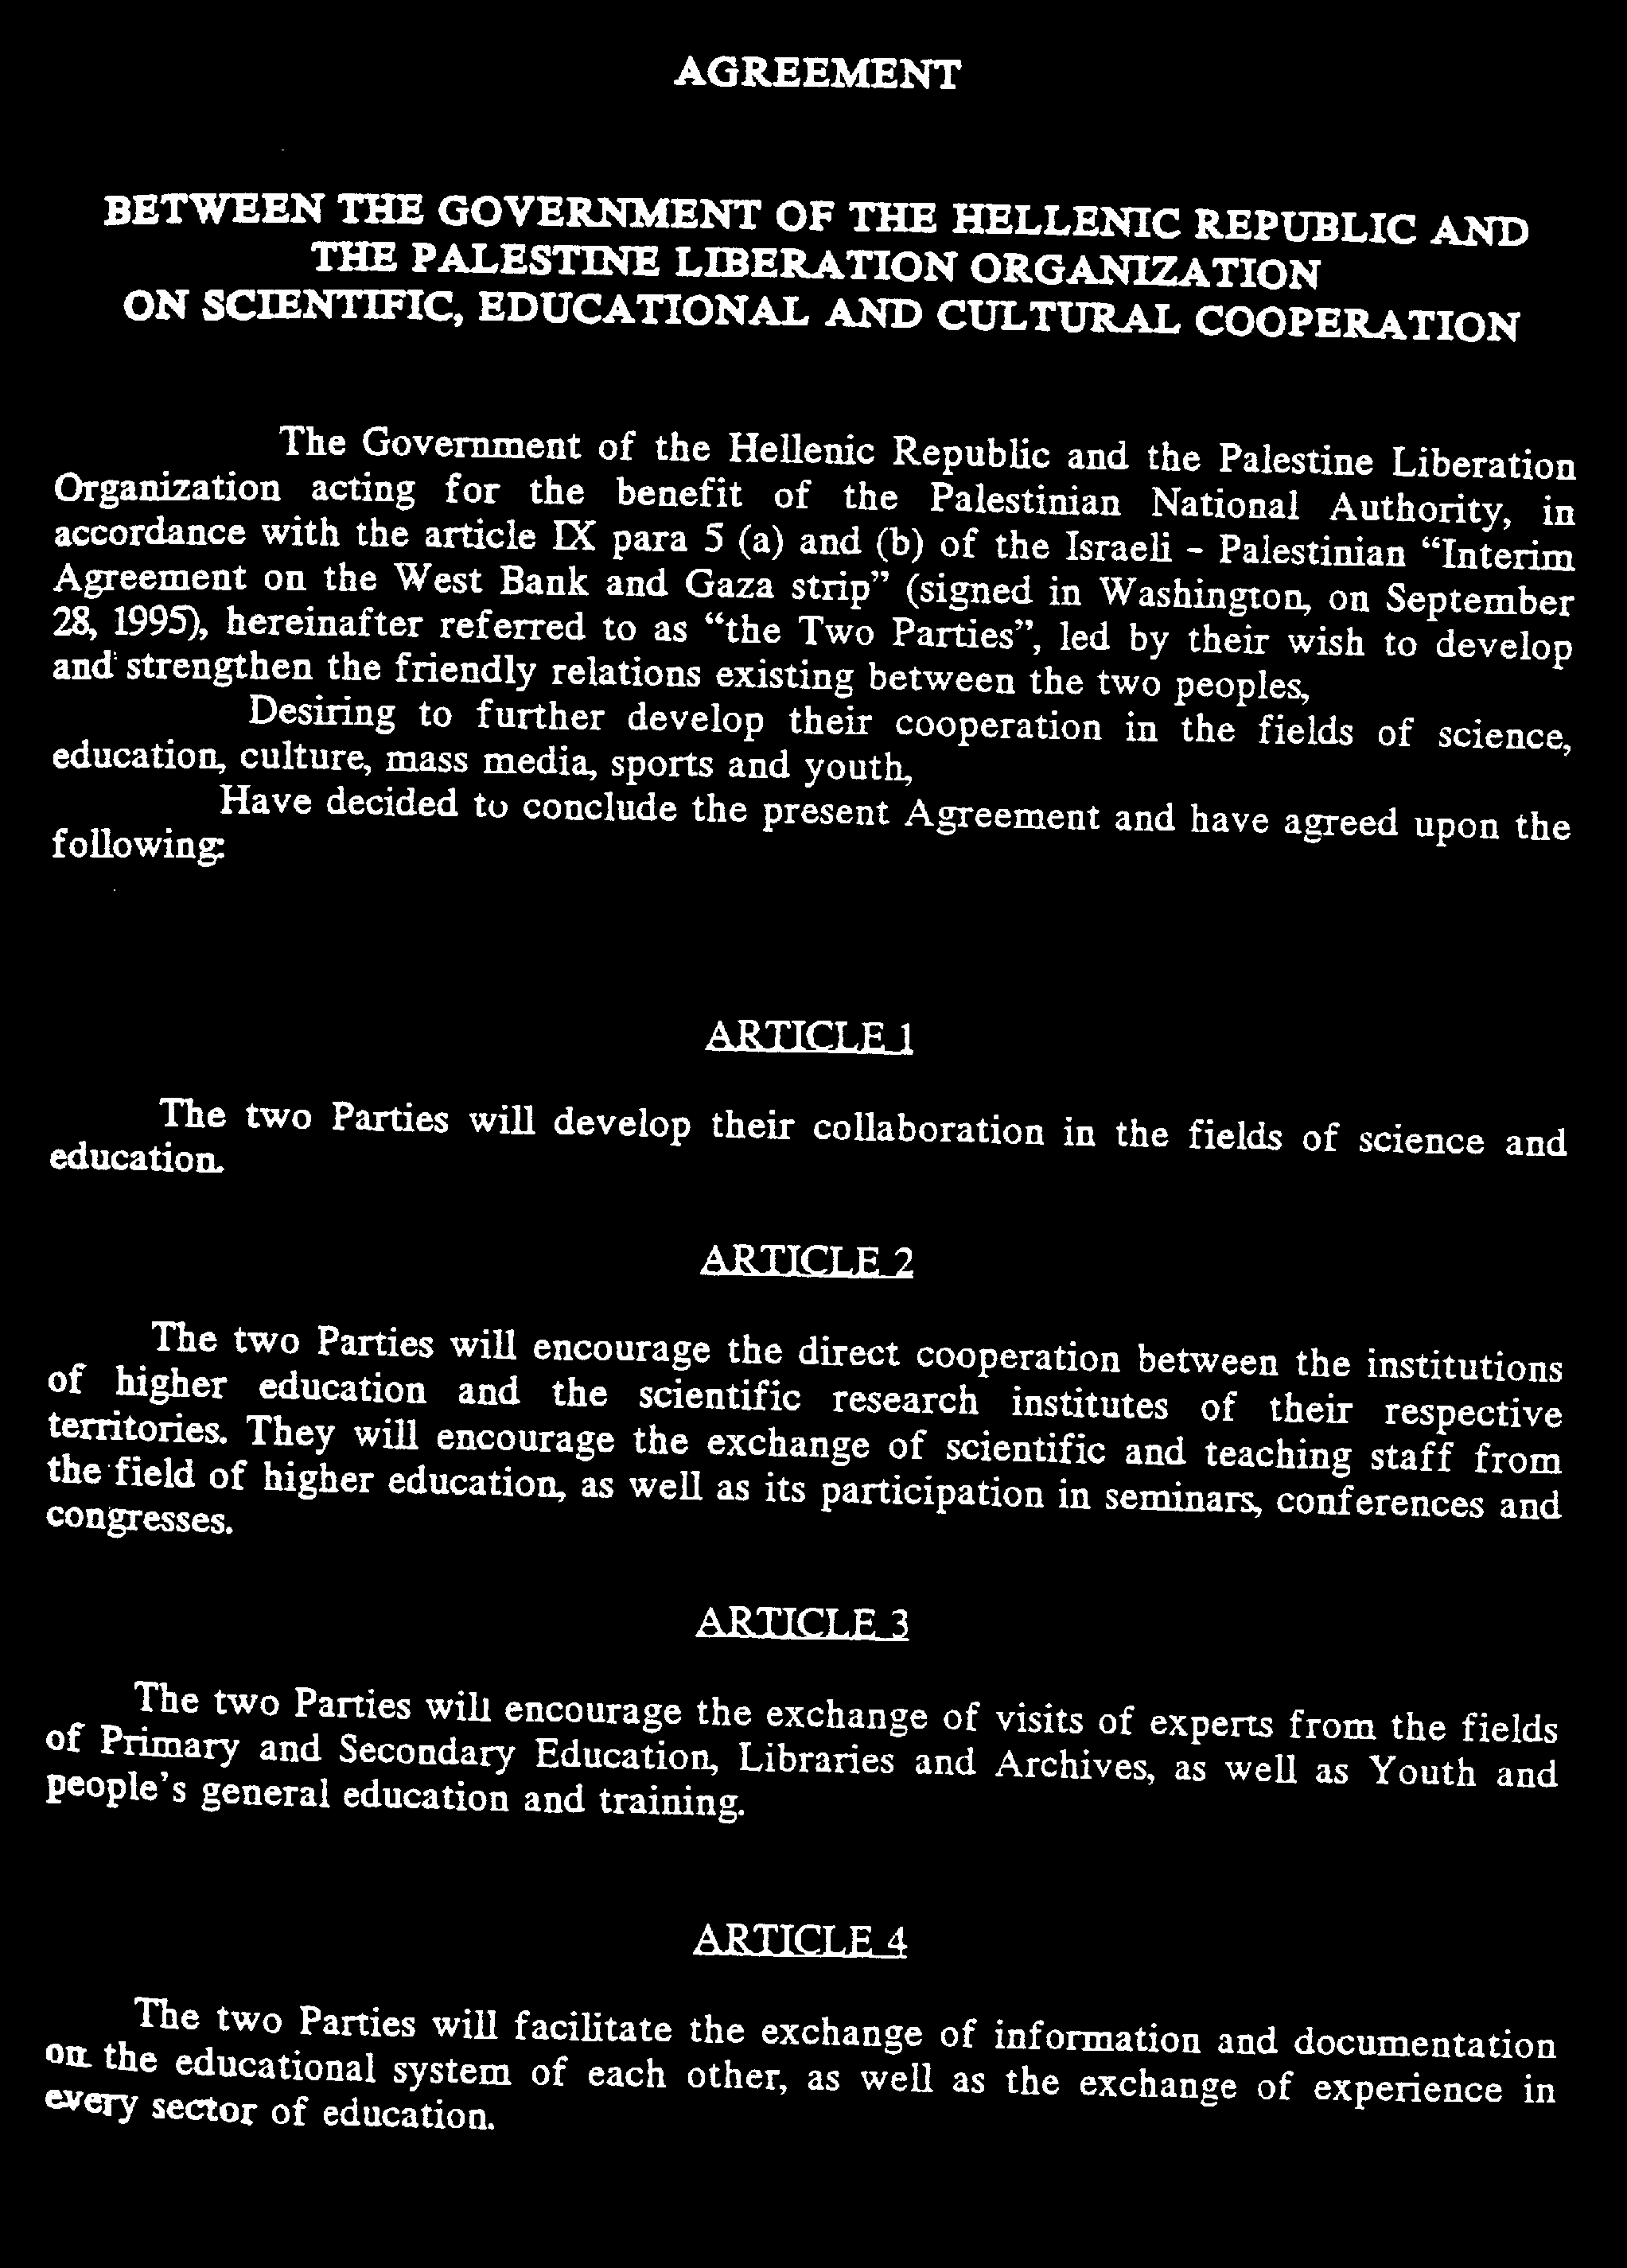 AGREEMENT
BETWEEN THE GOVERNMENT OF THE HELLENIC REPUBLIC AND
THE PALESTINE LIBERATION ORGANIZATION
ON SCIENTIFIC, EDUCATIONAL AND CULTURAL COOPERATION
The Government of the Hellenic Republic and the Palestine Liberation
Organization acting for the benefit of the Palestinian National Authority, in
accordance with the article IX para 5 (a) and (b) of the Israeli - Palestinian “Interim
Agreement on the West Bank and Gaza strip” (signed in Washington, on September
28, 1995), hereinafter referred to as “the Two Parties”, led by their wish to develop
and strengthen the friendly relations existing between the two peoples,
Desiring to further develop their cooperation in the fields of science,
education, culture, mass media, sports and youth,
Have decided to conclude the present Agreement and have agreed upon the
following:
ARTICLE 1
The two Parties will develop their collaboration in the fields of science and
education.
ARTICLE 2
The two Parties will encourage the direct cooperation between the institutions
of higher education and the scientific research institutes of their respective
territories. They will encourage the exchange of scientific and teaching staff from
the field of higher education, as well as its participation in seminars, conferences and
congresses.
ARTICLE 3
The two Parties will encourage the exchange of visits of experts from the fields
of Primary and Secondary Education, Libraries and Archives, as well as Youth and
people's general education and training.
ARTICLE 4
The two Parties will facilitate the exchange of information and documentation
on the educational system of each other, as well as the exchange of experience in
every sector of education.